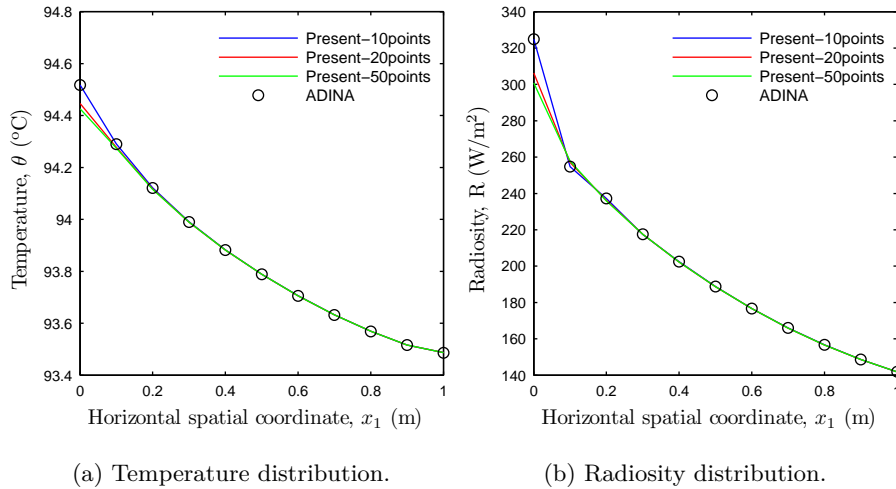 94.8
94.6
94.4
94.2
94
93.8
93.6
93.4
0
0.2
0.4
0.6
0.8
1
Temperature, θ (°C)
Horizontal spatial coordinate, x₁ (m)
Present−10points
Present−20points
Present−50points
ADINA
(a) Temperature distribution.
340
320
300
280
260
240
220
200
180
160
140
0
0.2
0.4
0.6
0.8
1
Radiosity, R (W/m²)
Horizontal spatial coordinate, x₁ (m)
Present−10points
Present−20points
Present−50points
ADINA
(b) Radiosity distribution.